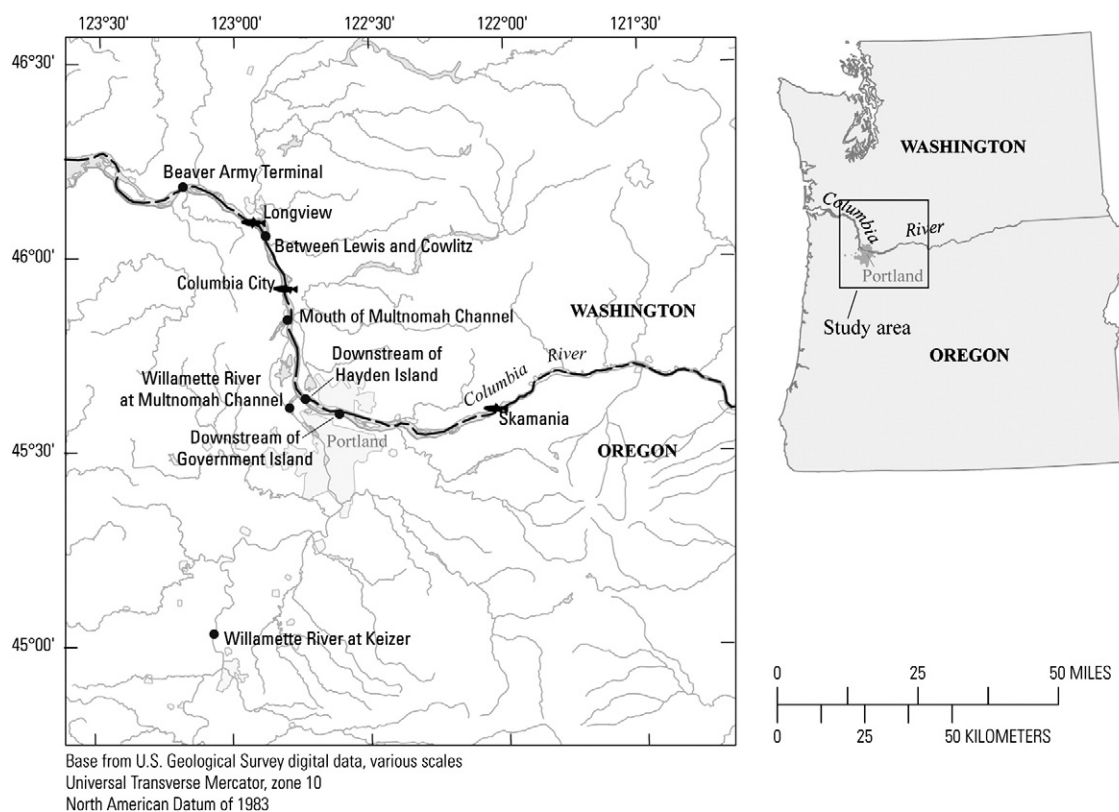 123°30'
123°00'
122°30'
122°00'
121°30'
46°30'
46°00'
45°30'
45°00'
Beaver Army Terminal
Longview
Between Lewis and Cowlitz
Columbia City
Mouth of Multnomah Channel
WASHINGTON
Downstream of
Hayden Island
Willamette River
at Multnomah Channel
Columbia River
Skamania
Downstream of
Government Island
Portland
OREGON
Willamette River at Keizer
WASHINGTON
Columbia River
Portland
Study area
OREGON
0 25 50 MILES
0 25 50 KILOMETERS
Base from U.S. Geological Survey digital data, various scales
Universal Transverse Mercator, zone 10
North American Datum of 1983